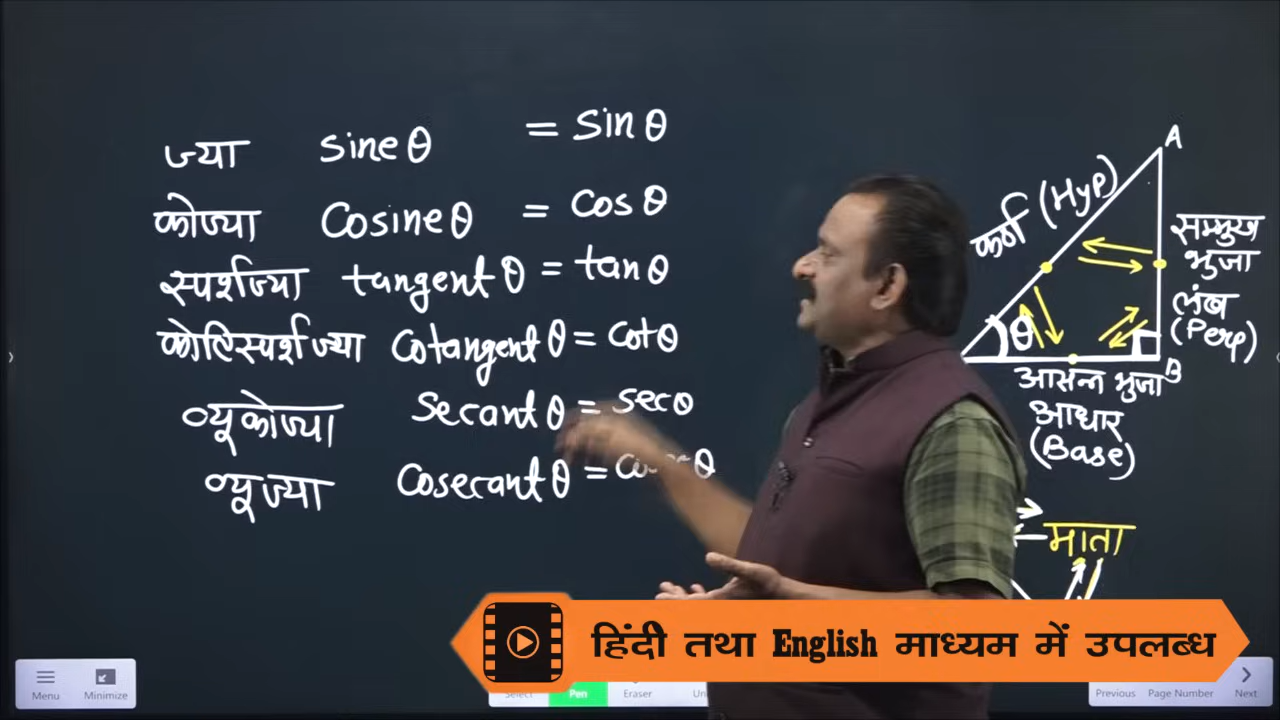 ज्या sineθ = sinθ
कोज्या Cosineθ = cosθ
स्पर्शज्या tangentθ = tanθ
कोटिस्पर्शज्या Cotangentθ = cotθ
व्यूकोज्या Secantθ = secθ
व्यूज्या Cosecantθ = θ
A
कर्ण (HyP)
सम्मुख
भुजा
लंब
(Perp)
θ
आसन्न भुजा B
आधार
(Base)
माता
हिंदी तथा English माध्यम में उपलब्ध
Menu Minimize Select Pen Eraser Previous Page Number Next